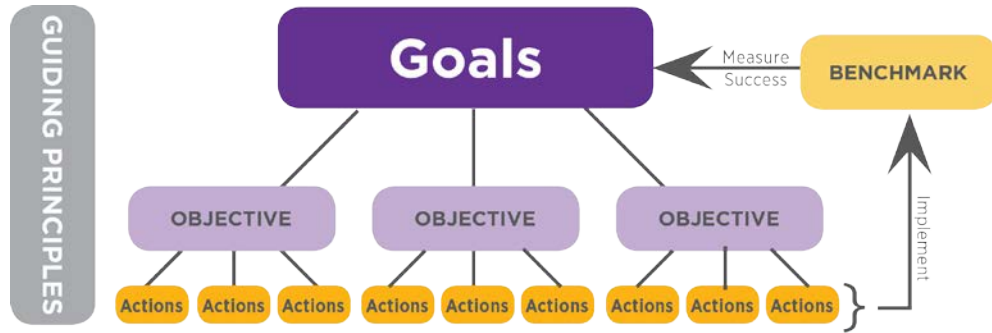 GUIDING PRINCIPLES
Goals
Measure
Success
BENCHMARK
OBJECTIVE
OBJECTIVE
OBJECTIVE
Implement
Actions
Actions
Actions
Actions
Actions
Actions
Actions
Actions
Actions